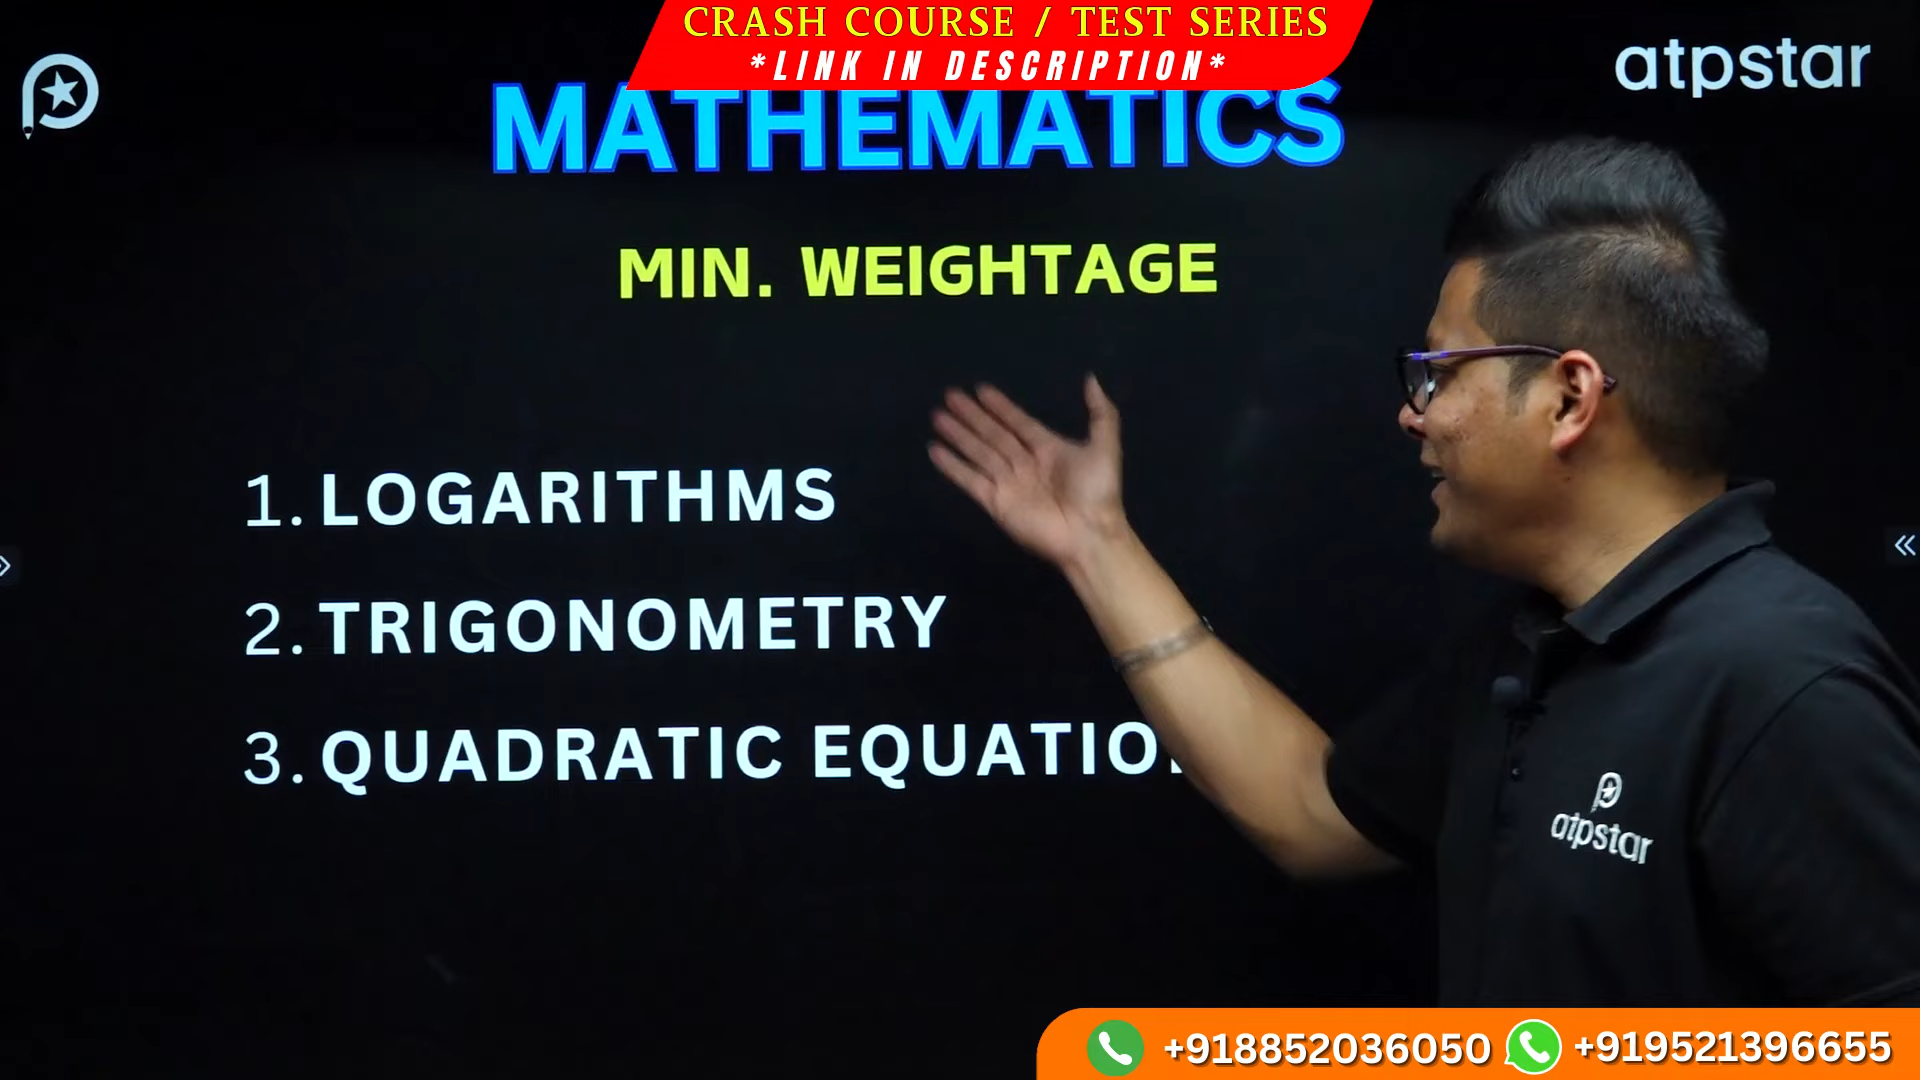 CRASH COURSE / TEST SERIES
*LINK IN DESCRIPTION*
atpstar
MATHEMATICS
MIN. WEIGHTAGE
1. LOGARITHMS
2. TRIGONOMETRY
3. QUADRATIC EQUATIO
atpstar
+918852036050 +919521396655